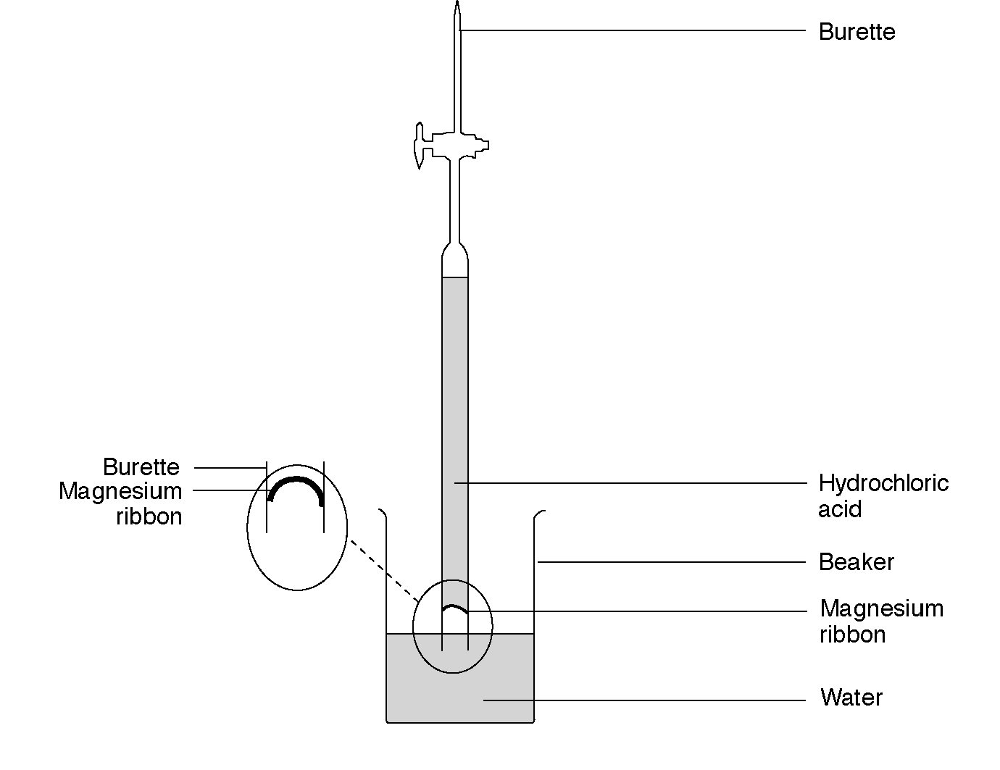 Burette
Burette
Magnesium
ribbon
Hydrochloric
acid
Beaker
Magnesium
ribbon
Water